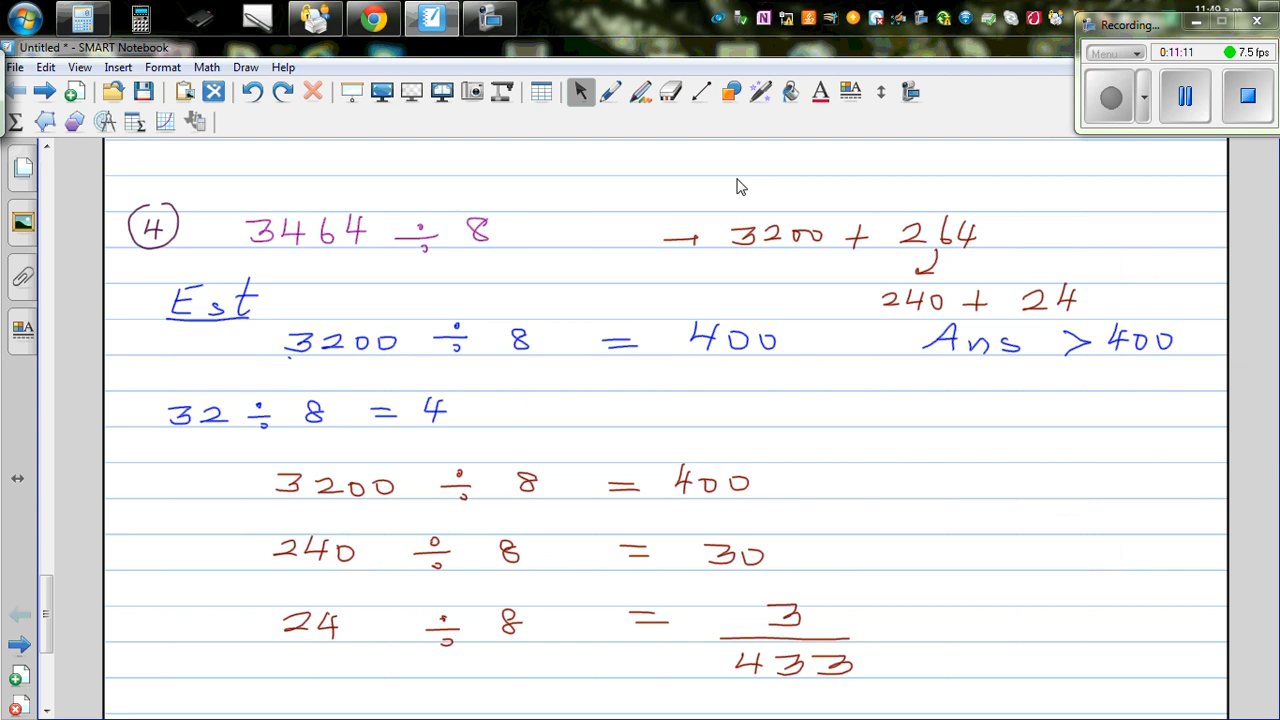 11:49 a.m.
Untitled * - SMART Notebook
Recording...
File Edit View Insert Format Math Draw Help
Menu 0:11:11 7.5 fps
4 3464 ÷ 8 → 3200 + 264
240 + 24
Est
3200 ÷ 8 = 400 Ans > 400
32 ÷ 8 = 4
3200 ÷ 8 = 400
240 ÷ 8 = 30
24 ÷ 8 = 3
433